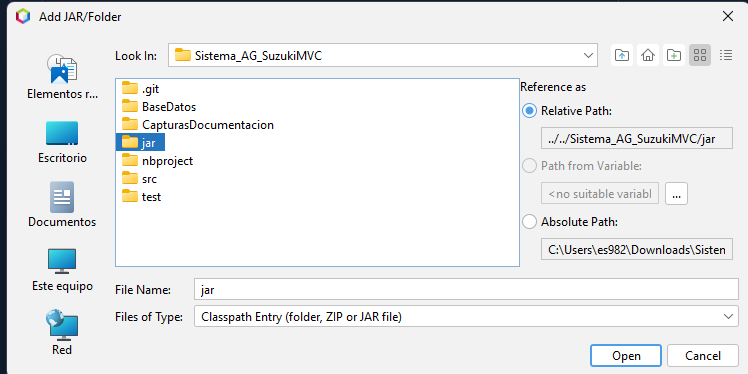 Add JAR/Folder
Look In:
Sistema_AG_SuzukiMVC
Elementos r...
Escritorio
Documentos
Este equipo
Red
.git
BaseDatos
CapturasDocumentacion
jar
nbproject
src
test
Reference as
Relative Path:
../../Sistema_AG_SuzukiMVC/jar
Path from Variable:
<no suitable variabl
...
Absolute Path:
C:\Users\es982\Downloads\Sisten
File Name:
jar
Files of Type:
Classpath Entry (folder, ZIP or JAR file)
Open
Cancel